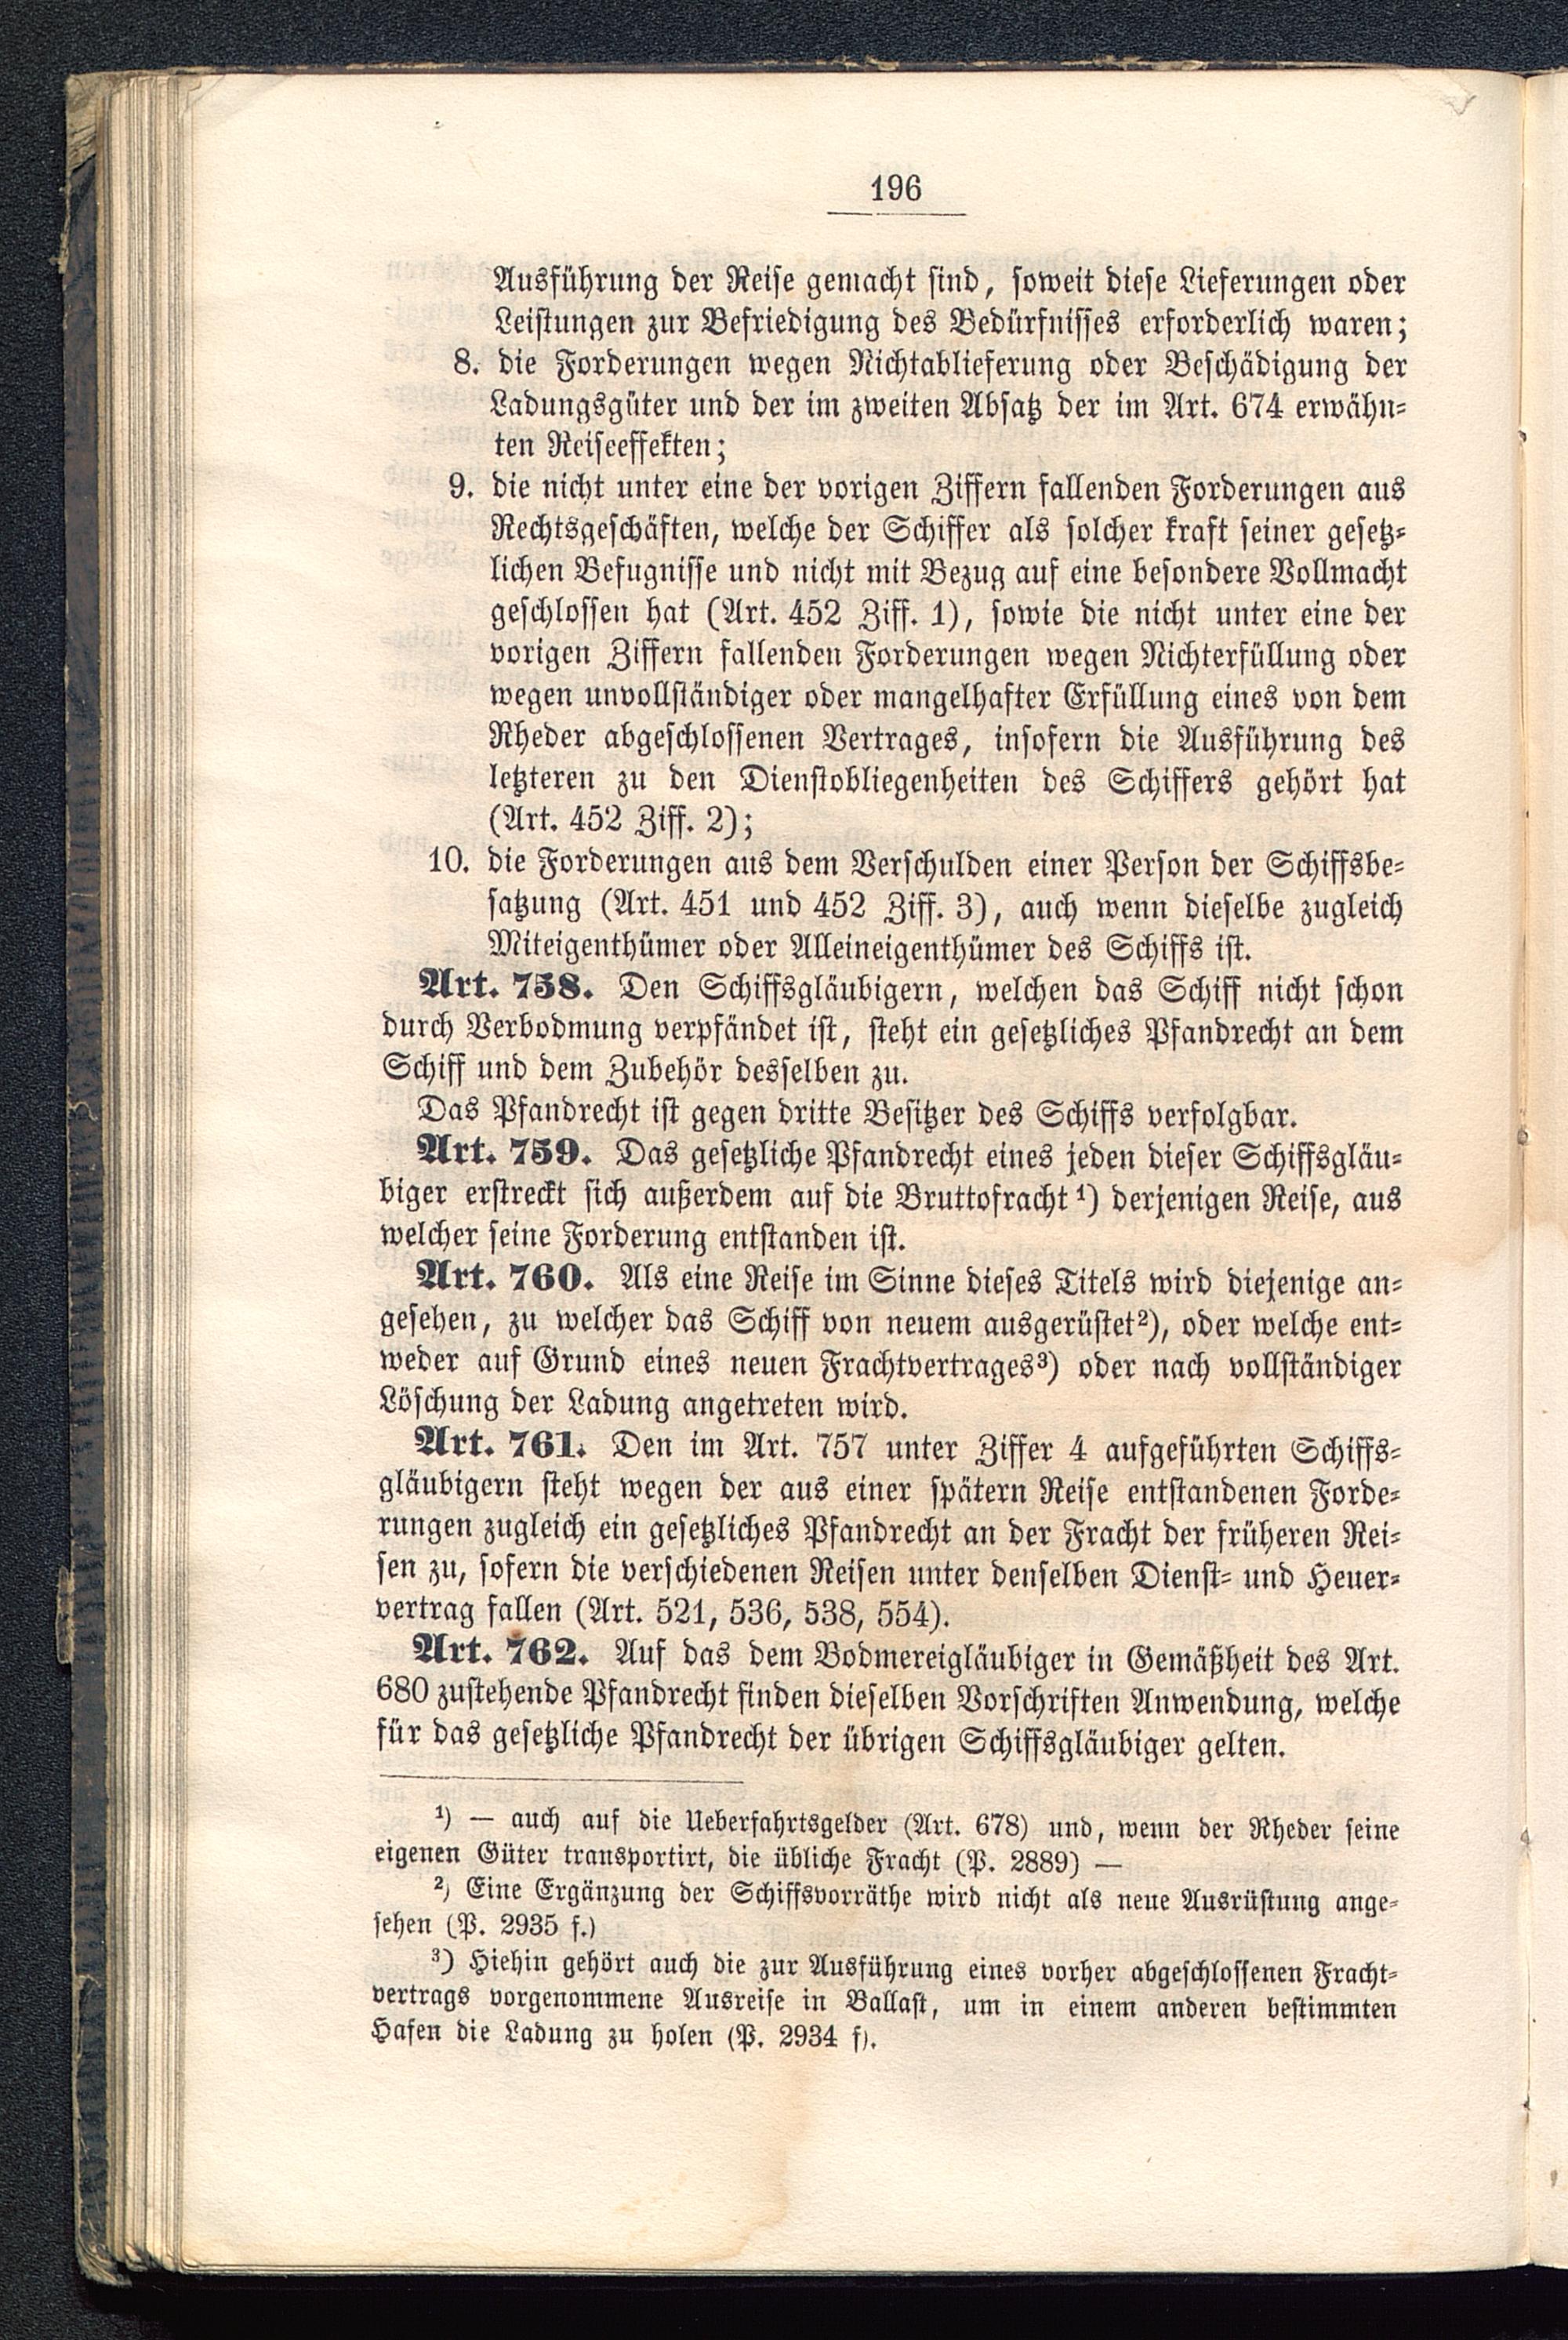 196
Ausführung der Reise gemacht sind, soweit diese Lieferungen oder
Leistungen zur Befriedigung des Bedürfnisses erforderlich waren;
8. die Forderungen wegen Nichtablieferung oder Beschädigung der
Ladungsgüter und der im zweiten Absatz der im Art. 674 erwähn-
ten Reiseeffekten;
9. die nicht unter eine der vorigen Ziffern fallenden Forderungen aus
Rechtsgeschäften, welche der Schiffer als solcher kraft seiner gesetz-
lichen Befugnisse und nicht mit Bezug auf eine besondere Vollmacht
geschlossen hat (Art. 452 Ziff. 1), sowie die nicht unter eine der
vorigen Ziffern fallenden Forderungen wegen Nichterfüllung oder
wegen unvollständiger oder mangelhafter Erfüllung eines von dem
Rheder abgeschlossenen Vertrages, insofern die Ausführung des
letzteren zu den Dienstobliegenheiten des Schiffers gehört hat
(Art. 452 Ziff. 2);
10. die Forderungen aus dem Verschulden einer Person der Schiffsbe-
satzung (Art. 451 und 452 Ziff. 3), auch wenn dieselbe zugleich
Miteigenthümer oder Alleineigenthümer des Schiffs ist.
Art. 758. Den Schiffsgläubigern, welchen das Schiff nicht schon
durch Verbodmung verpfändet ist, steht ein gesetzliches Pfandrecht an dem
Schiff und dem Zubehör desselben zu.
Das Pfandrecht ist gegen dritte Besitzer des Schiffs verfolgbar.
Art. 759. Das gesetzliche Pfandrecht eines jeden dieser Schiffsgläu-
biger erstreckt sich außerdem auf die Bruttofracht¹) derjenigen Reise, aus
welcher seine Forderung entstanden ist.
Art. 760. Als eine Reise im Sinne dieses Titels wird diejenige an-
gesehen, zu welcher das Schiff von neuem ausgerüstet²), oder welche ent-
weder auf Grund eines neuen Frachtvertrages³) oder nach vollständiger
Löschung der Ladung angetreten wird.
Art. 761. Den im Art. 757 unter Ziffer 4 aufgeführten Schiffs-
gläubigern steht wegen der aus einer spätern Reise entstandenen Forde-
rungen zugleich ein gesetzliches Pfandrecht an der Fracht der früheren Rei-
sen zu, sofern die verschiedenen Reisen unter denselben Dienst- und Heuer-
vertrag fallen (Art. 521, 536, 538, 554).
Art. 762. Auf das dem Bodmereigläubiger in Gemäßheit des Art.
680 zustehende Pfandrecht finden dieselben Vorschriften Anwendung, welche
für das gesetzliche Pfandrecht der übrigen Schiffsgläubiger gelten.
¹) — auch auf die Ueberfahrtsgelder (Art. 678) und, wenn der Rheder seine
eigenen Güter transportirt, die übliche Fracht (P. 2889) —
²) Eine Ergänzung der Schiffsvorräthe wird nicht als neue Ausrüstung ange-
sehen (P. 2935 f.)
³) Hiehin gehört auch die zur Ausführung eines vorher abgeschlossenen Fracht-
vertrags vorgenommene Ausreise in Ballast, um in einem anderen bestimmten
Hafen die Ladung zu holen (P. 2934 f).